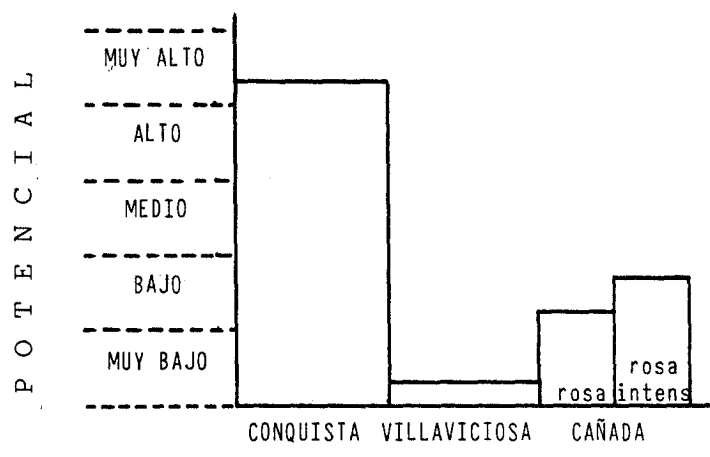 POTENCIAL
MUY ALTO
ALTO
MEDIO
BAJO
MUY BAJO
rosa
rosa
intens
CONQUISTA VILLAVICIOSA CAÑADA